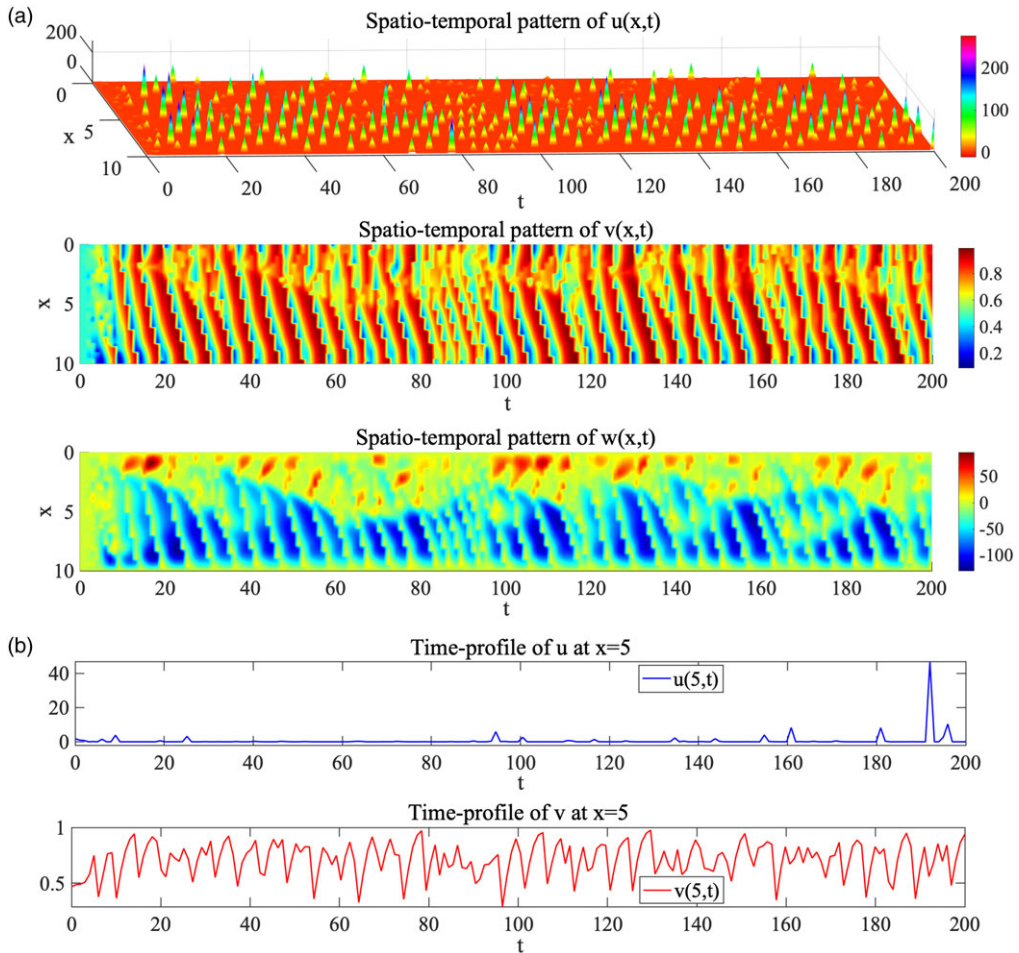 (a)
Spatio-temporal pattern of u(x,t)
200
0
0
5
10
x
0 20 40 60 80 100 120 140 160 180 200
t
200
100
0
Spatio-temporal pattern of v(x,t)
0
5
10
x
0 20 40 60 80 100 120 140 160 180 200
t
0.8
0.6
0.4
0.2
Spatio-temporal pattern of w(x,t)
0
5
10
x
0 20 40 60 80 100 120 140 160 180 200
t
50
0
-50
-100
(b)
Time-profile of u at x=5
40
20
0
u(5,t)
0 20 40 60 80 100 120 140 160 180 200
t
Time-profile of v at x=5
1
0.5
v(5,t)
0 20 40 60 80 100 120 140 160 180 200
t